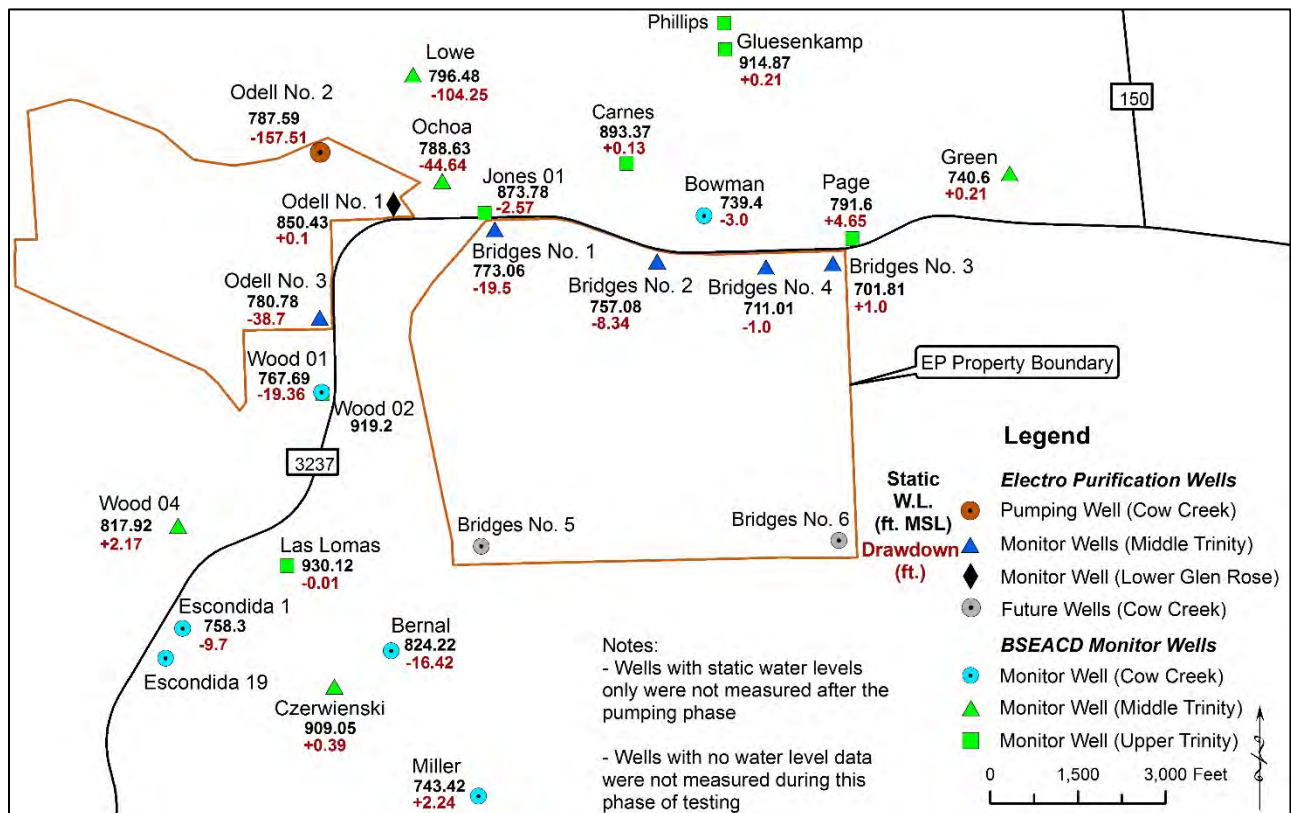 Phillips
Gluesenkamp
914.87
+0.21
Lowe
796.48
-104.25
150
Odell No. 2
787.59
-157.51
Ochoa
788.63
-44.64
Carnes
893.37
+0.13
Green
740.6
+0.21
Jones 01
873.78
-2.57
Bowman
739.4
-3.0
Page
791.6
+4.65
Odell No. 1
850.43
+0.1
Bridges No. 1
773.06
-19.5
Bridges No. 2
757.08
-8.34
Bridges No. 4
711.01
-1.0
Bridges No. 3
701.81
+1.0
Odell No. 3
780.78
-38.7
Wood 01
767.69
-19.36
Wood 02
919.2
EP Property Boundary
3237
Wood 04
817.92
+2.17
Las Lomas
930.12
-0.01
Bridges No. 5
Bridges No. 6
Escondida 1
758.3
-9.7
Escondida 19
Bernal
824.22
-16.42
Czerwienski
909.05
+0.39
Miller
743.42
+2.24
Notes:
- Wells with static water levels
only were not measured after the
pumping phase
- Wells with no water level data
were not measured during this
phase of testing
Legend
Static
W.L.
(ft. MSL)
Drawdown
(ft.)
Electro Purification Wells
Pumping Well (Cow Creek)
Monitor Wells (Middle Trinity)
Monitor Well (Lower Glen Rose)
Future Wells (Cow Creek)
BSEACD Monitor Wells
Monitor Well (Cow Creek)
Monitor Well (Middle Trinity)
Monitor Well (Upper Trinity)
0 1,500 3,000 Feet